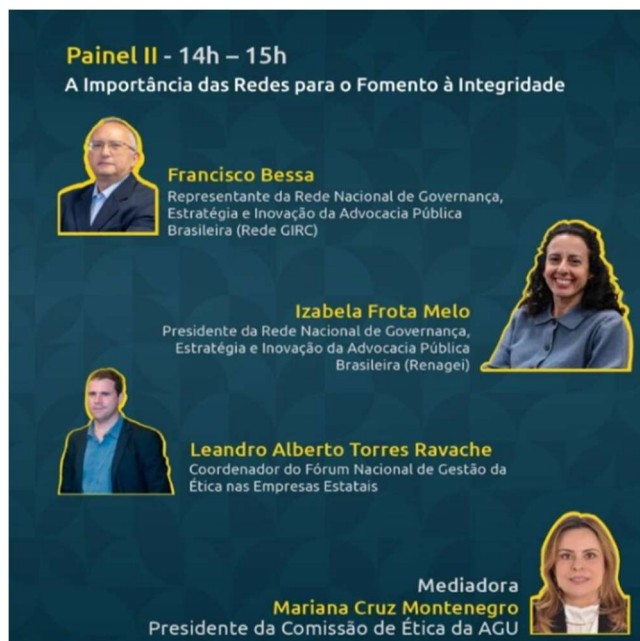 Painel II - 14h – 15h
A Importância das Redes para o Fomento à Integridade
Francisco Bessa
Representante da Rede Nacional de Governança,
Estratégia e Inovação da Advocacia Pública
Brasileira (Rede GIRC)
Izabela Frota Melo
Presidente da Rede Nacional de Governança,
Estratégia e Inovação da Advocacia Pública
Brasileira (Renagei)
Leandro Alberto Torres Ravache
Coordenador do Fórum Nacional de Gestão da
Ética nas Empresas Estatais
Mediadora
Mariana Cruz Montenegro
Presidente da Comissão de Ética da AGU